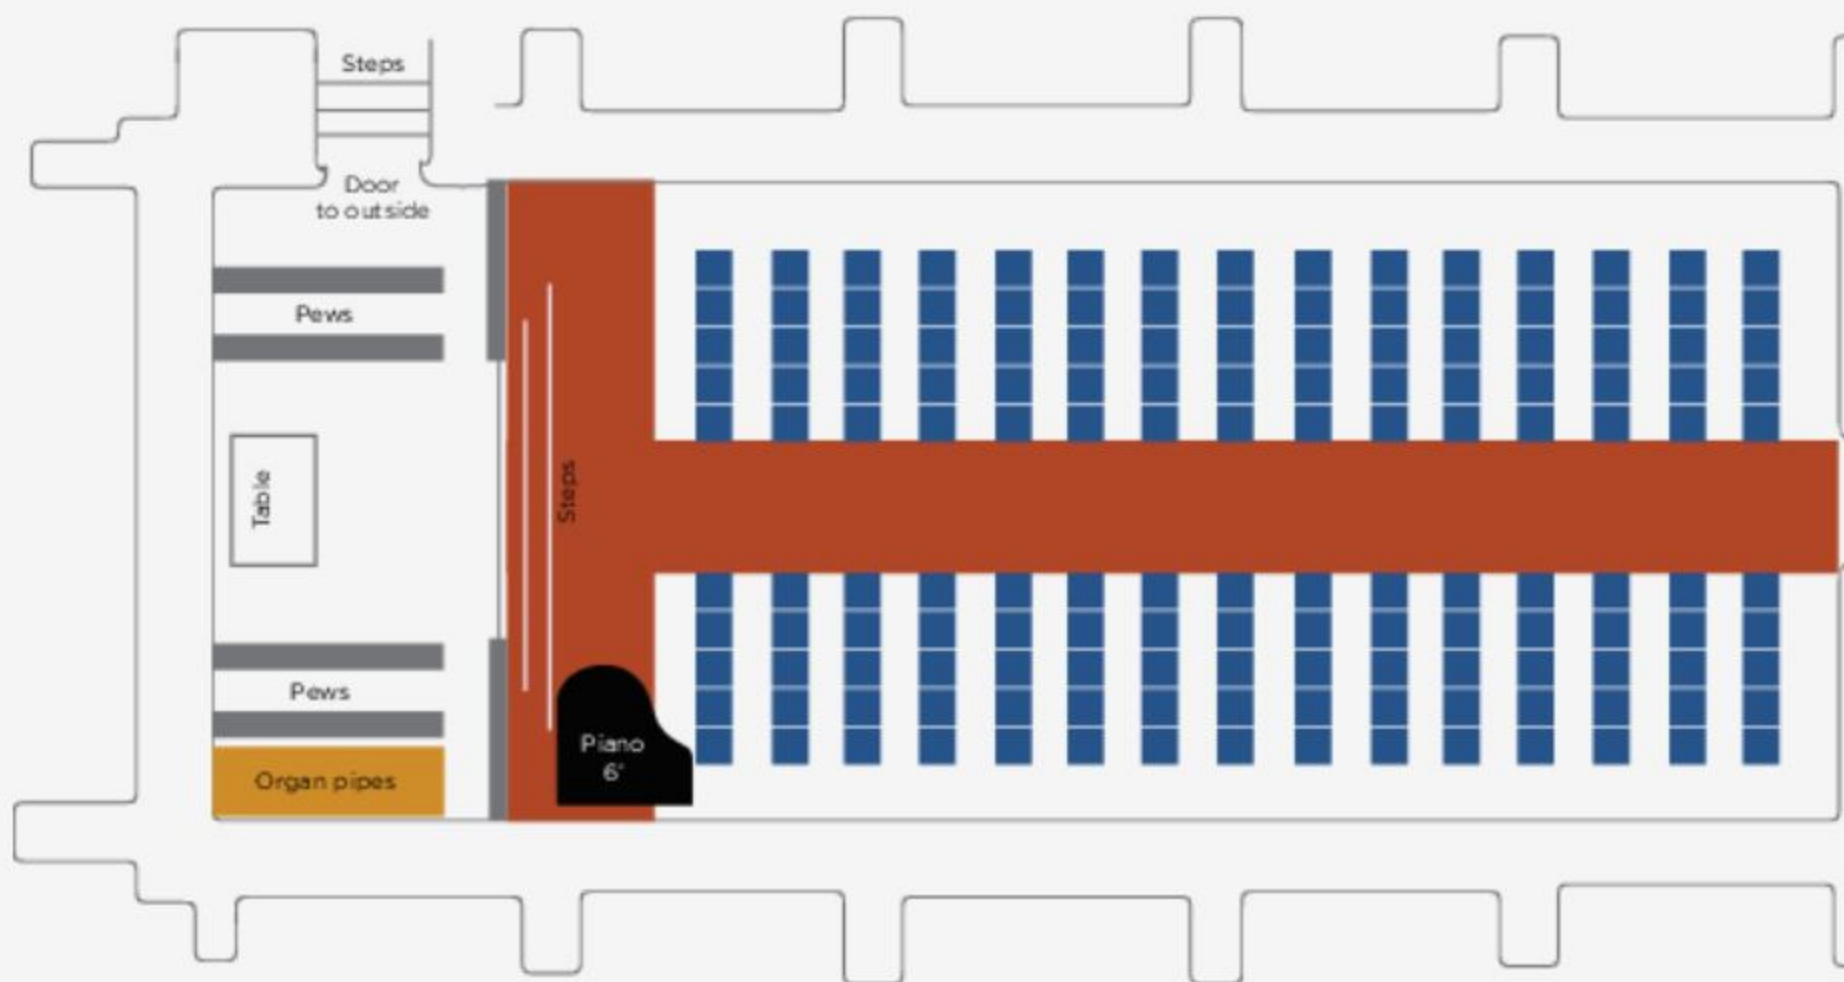 Steps
Door
to outside
Pews
Table
Steps
Pews
Piano
6'
Organ pipes